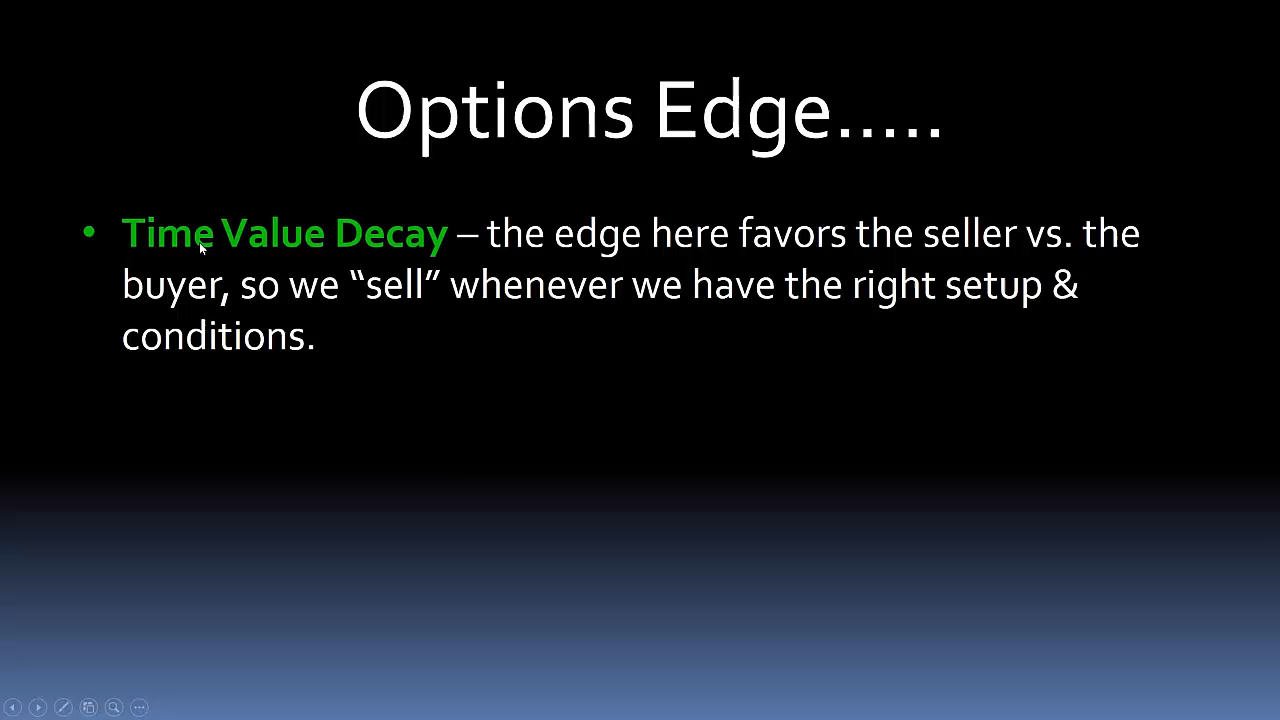 Options Edge.....
• Time Value Decay – the edge here favors the seller vs. the
buyer, so we “sell” whenever we have the right setup &
conditions.